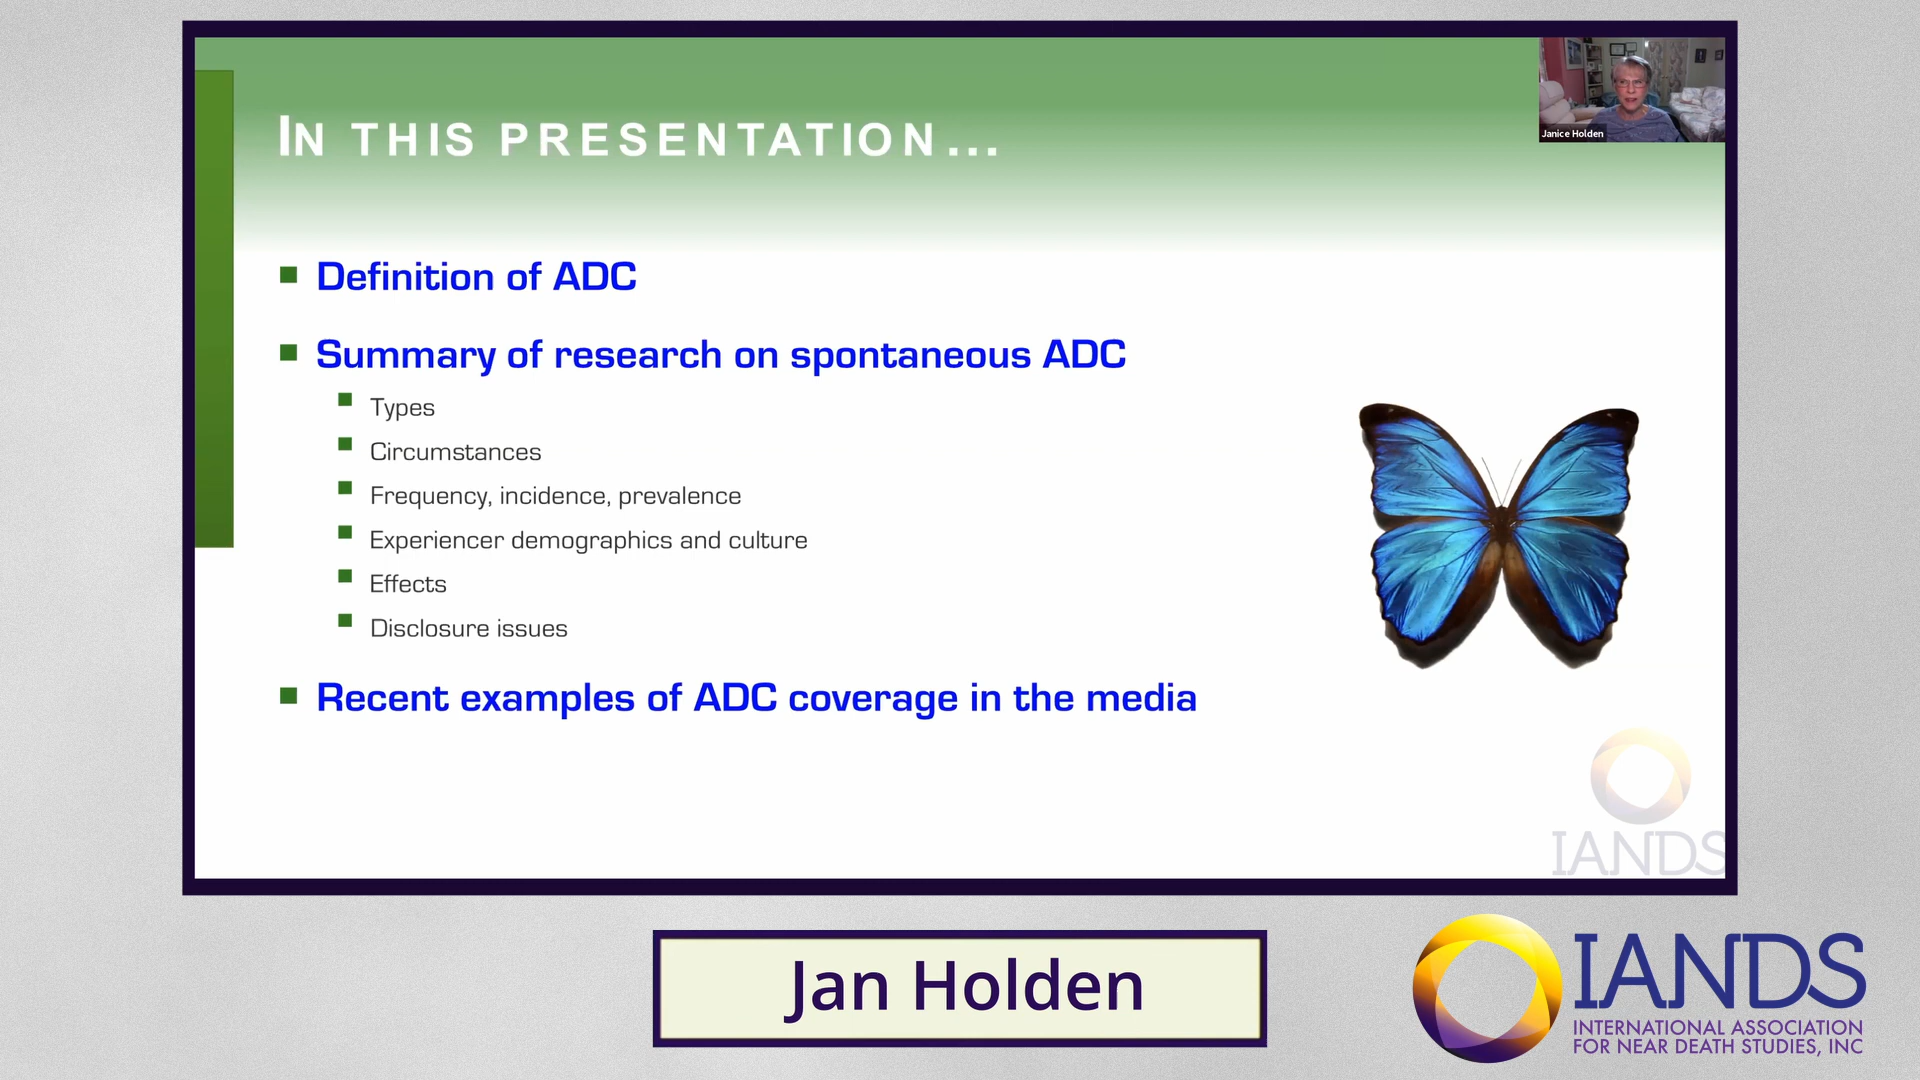 IN THIS PRESENTATION...
Janice Holden
Definition of ADC
Summary of research on spontaneous ADC
Types
Circumstances
Frequency, incidence, prevalence
Experiencer demographics and culture
Effects
Disclosure issues
Recent examples of ADC coverage in the media
IANDS
Jan Holden
IANDS
INTERNATIONAL ASSOCIATION
FOR NEAR DEATH STUDIES, INC